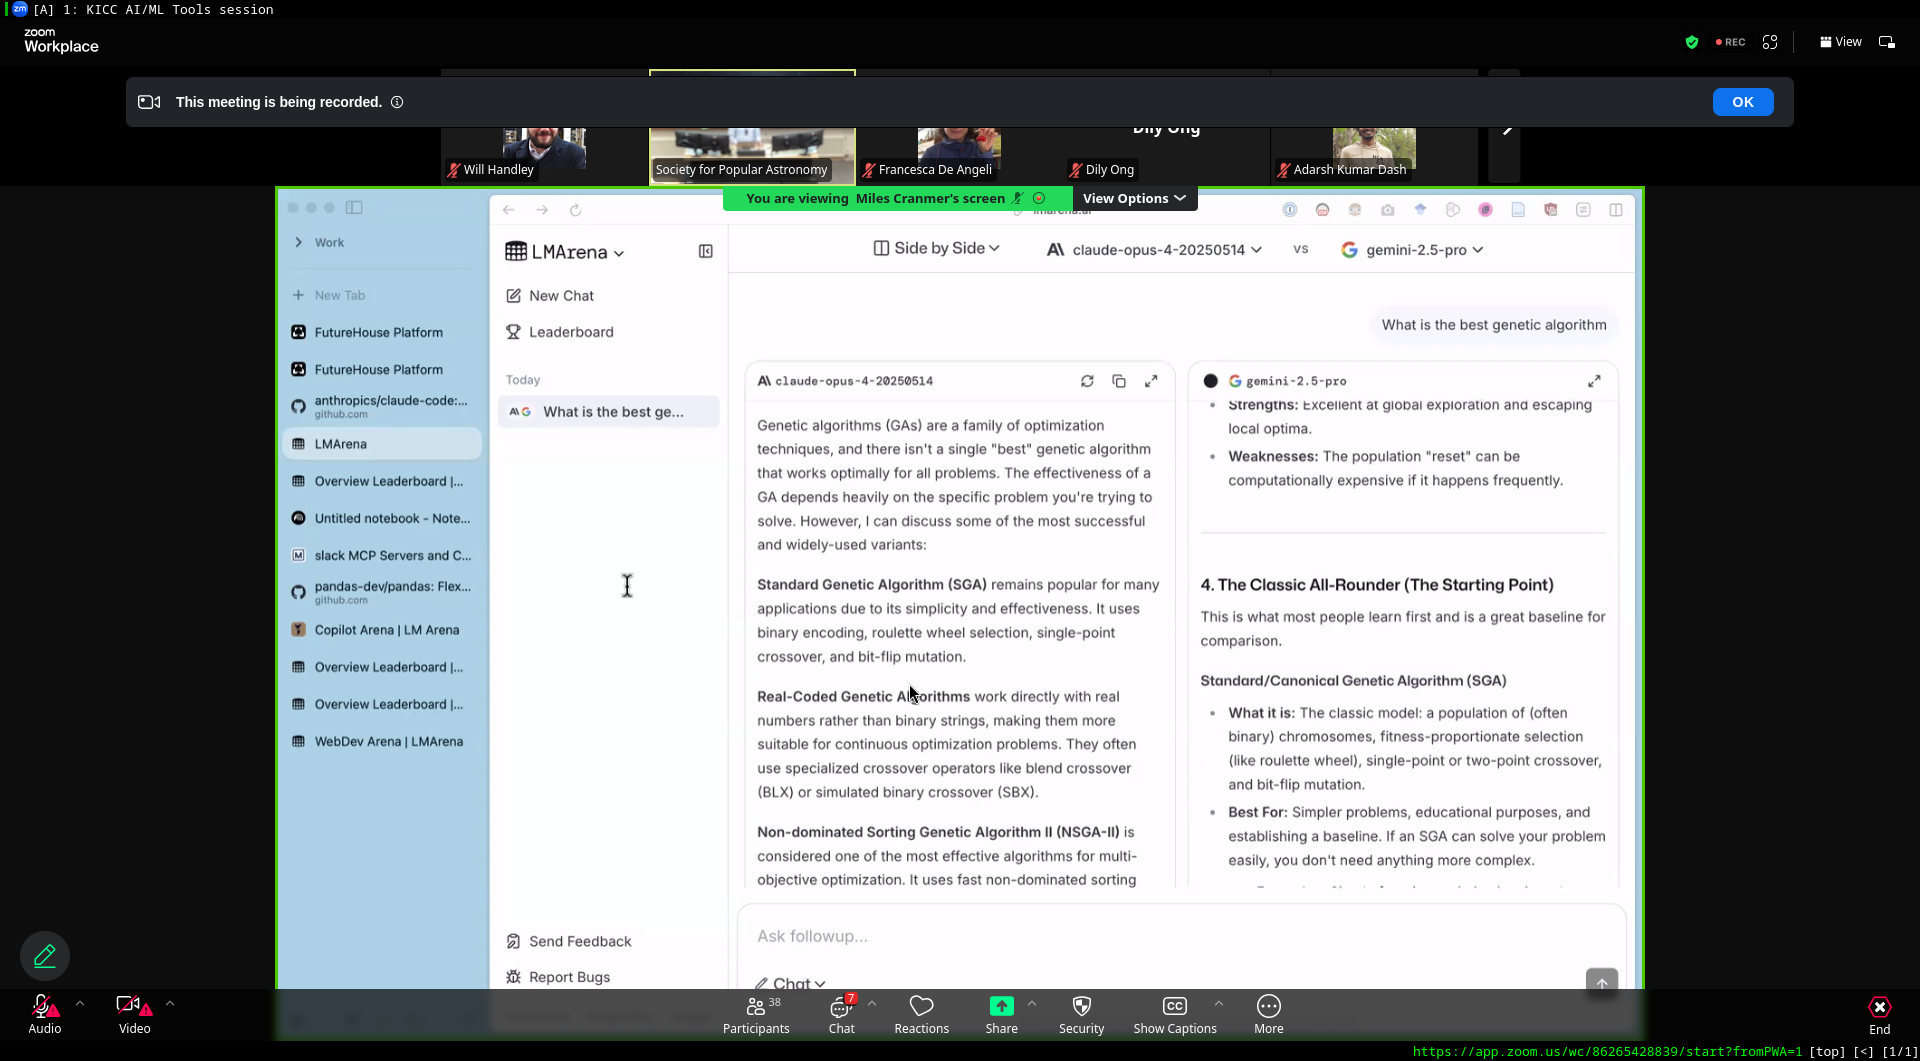 [A] 1: KICC AI/ML Tools session
zoom
Workplace
REC
View
This meeting is being recorded.
OK
Dily Ong
Will Handley
Society for Popular Astronomy
Francesca De Angeli
Dily Ong
Adarsh Kumar Dash
You are viewing Miles Cranmer's screen
View Options
Work
New Tab
FutureHouse Platform
FutureHouse Platform
anthropics/claude-code:...
github.com
LMArena
Overview Leaderboard |...
Untitled notebook - Note...
slack MCP Servers and C...
pandas-dev/pandas: Flex...
github.com
Copilot Arena | LM Arena
Overview Leaderboard |...
Overview Leaderboard |...
WebDev Arena | LMArena
LMArena
New Chat
Leaderboard
Today
What is the best ge...
Send Feedback
Report Bugs
Side by Side
claude-opus-4-20250514
VS
gemini-2.5-pro
What is the best genetic algorithm
claude-opus-4-20250514
Genetic algorithms (GAs) are a family of optimization
techniques, and there isn't a single "best" genetic algorithm
that works optimally for all problems. The effectiveness of a
GA depends heavily on the specific problem you're trying to
solve. However, I can discuss some of the most successful
and widely-used variants:
Standard Genetic Algorithm (SGA) remains popular for many
applications due to its simplicity and effectiveness. It uses
binary encoding, roulette wheel selection, single-point
crossover, and bit-flip mutation.
Real-Coded Genetic Algorithms work directly with real
numbers rather than binary strings, making them more
suitable for continuous optimization problems. They often
use specialized crossover operators like blend crossover
(BLX) or simulated binary crossover (SBX).
Non-dominated Sorting Genetic Algorithm II (NSGA-II) is
considered one of the most effective algorithms for multi-
objective optimization. It uses fast non-dominated sorting
gemini-2.5-pro
Strengths: Excellent at global exploration and escaping
local optima.
Weaknesses: The population "reset" can be
computationally expensive if it happens frequently.
4. The Classic All-Rounder (The Starting Point)
This is what most people learn first and is a great baseline for
comparison.
Standard/Canonical Genetic Algorithm (SGA)
What it is: The classic model: a population of (often
binary) chromosomes, fitness-proportionate selection
(like roulette wheel), single-point or two-point crossover,
and bit-flip mutation.
Best For: Simpler problems, educational purposes, and
establishing a baseline. If an SGA can solve your problem
easily, you don't need anything more complex.
Ask followup...
Chat
Audio
Video
38
Participants
7
Chat
Reactions
Share
Security
CC
Show Captions
More
End
https://app.zoom.us/wc/86265428839/start?fromPWA=1 [top] [<] [1/1]